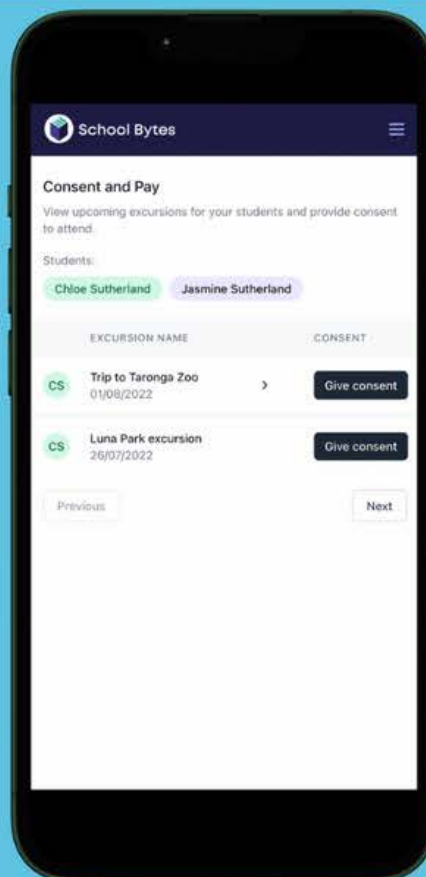 School Bytes
Consent and Pay
View upcoming excursions for your students and provide consent
to attend.
Students:
Chloe Sutherland Jasmine Sutherland
EXCURSION NAME CONSENT
CS Trip to Taronga Zoo > Give consent
01/08/2022
CS Luna Park excursion Give consent
26/07/2022
Previous Next